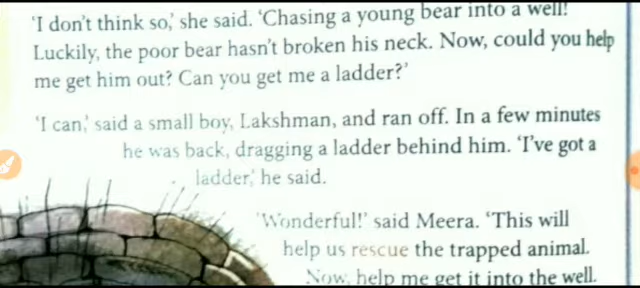 'I don't think so,' she said. 'Chasing a young bear into a well!
Luckily, the poor bear hasn't broken his neck. Now, could you help
me get him out? Can you get me a ladder?'
'I can,' said a small boy, Lakshman, and ran off. In a few minutes
he was back, dragging a ladder behind him. 'I've got a
ladder,' he said.
'Wonderful!' said Meera. 'This will
help us rescue the trapped animal.
Now, help me get it into the well.